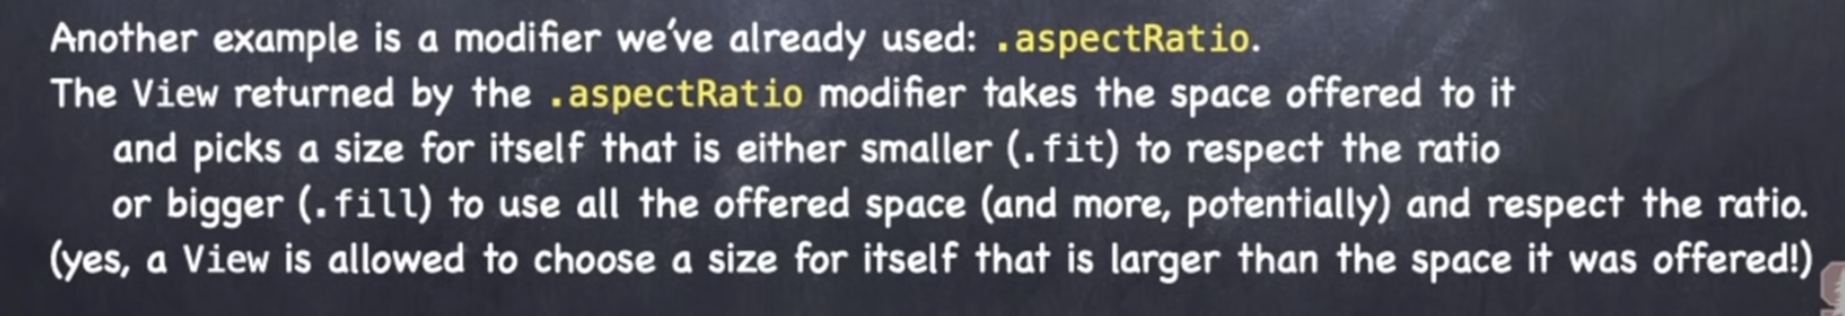 Another example is a modifier we've already used: .aspectRatio.
The View returned by the .aspectRatio modifier takes the space offered to it
and picks a size for itself that is either smaller (.fit) to respect the ratio
or bigger (.fill) to use all the offered space (and more, potentially) and respect the ratio.
(yes, a View is allowed to choose a size for itself that is larger than the space it was offered!)